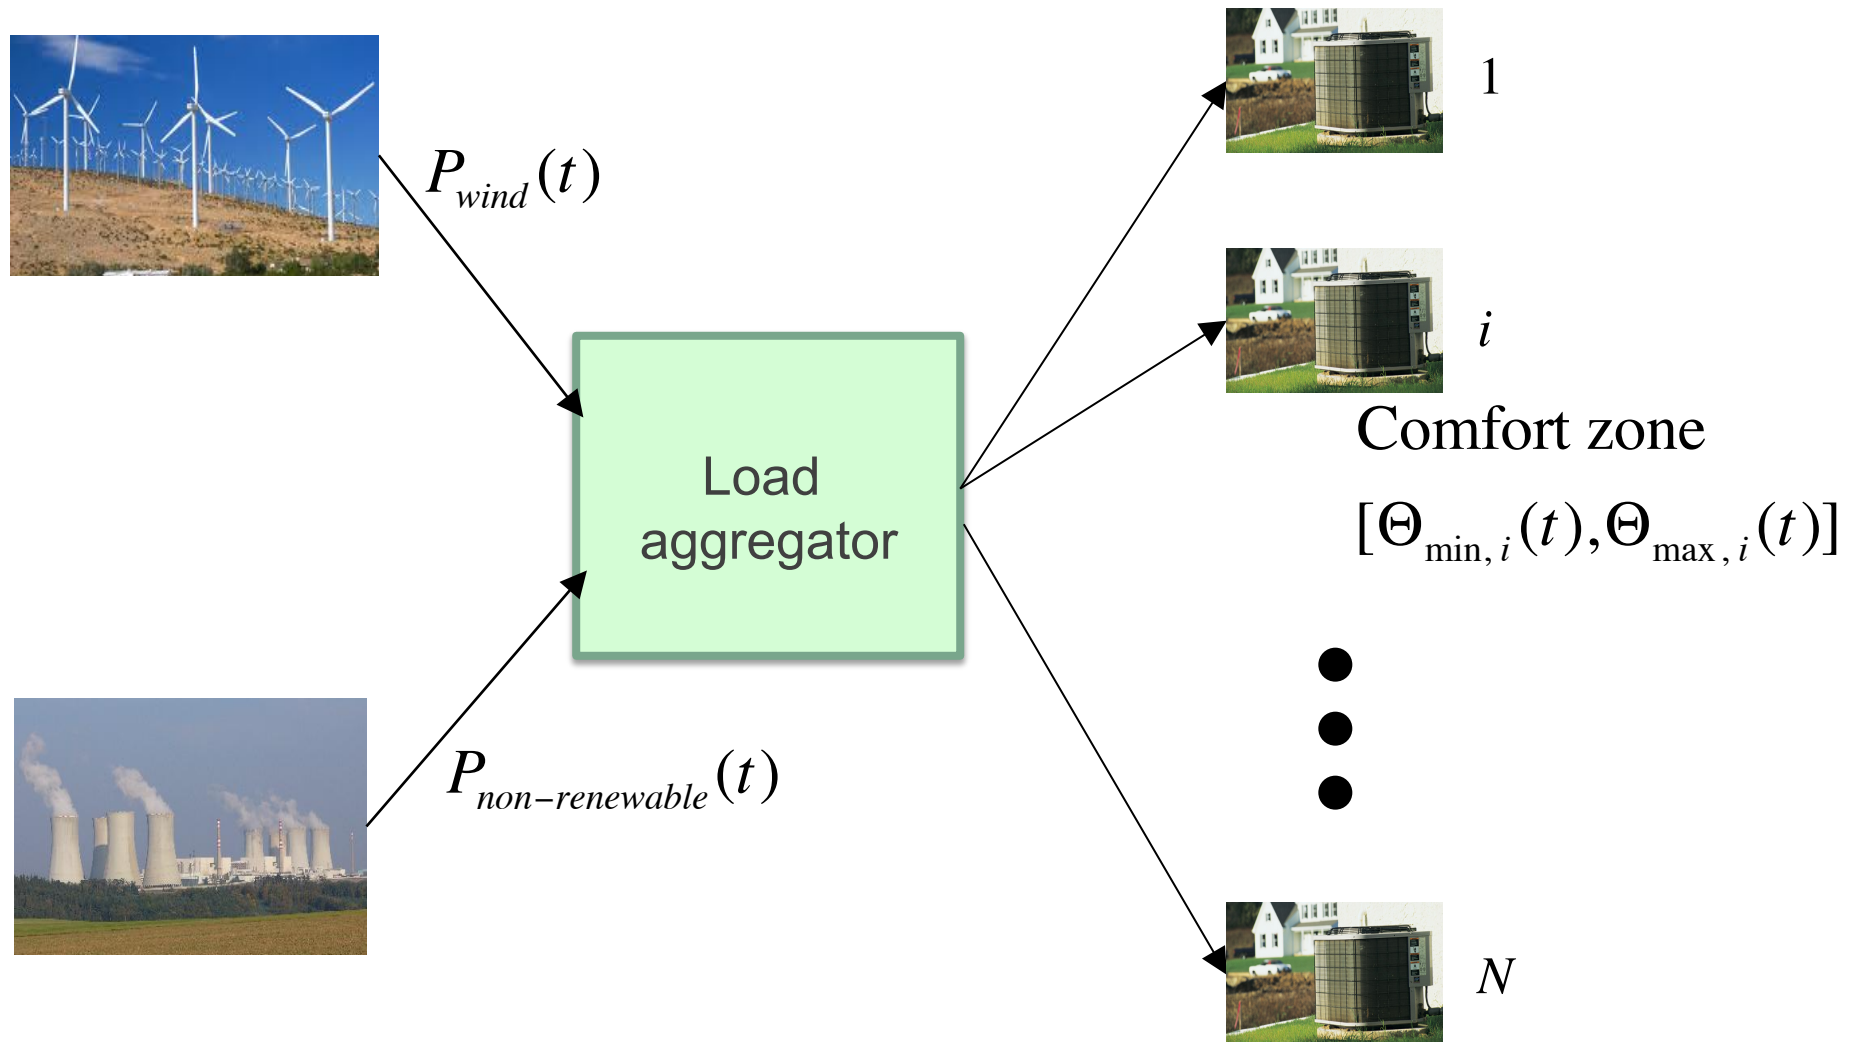 P_wind(t)
Load
aggregator
P_non−renewable(t)
1
i
Comfort zone
[Θ_min, i(t),Θ_max, i(t)]
N